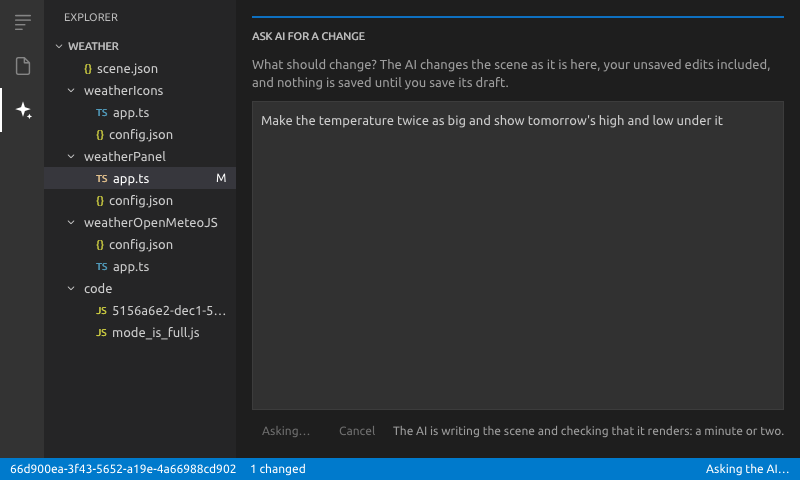 EXPLORER
WEATHER
{} scene.json
weatherIcons
TS app.ts
{} config.json
weatherPanel
TS app.ts M
{} config.json
weatherOpenMeteoJS
{} config.json
TS app.ts
code
JS 5156a6e2-dec1-5...
JS mode_is_full.js
ASK AI FOR A CHANGE
What should change? The AI changes the scene as it is here, your unsaved edits included,
and nothing is saved until you save its draft.
Make the temperature twice as big and show tomorrow's high and low under it
Asking... Cancel The AI is writing the scene and checking that it renders: a minute or two.
66d900ea-3f43-5652-a19e-4a66988cd902 1 changed Asking the AI...